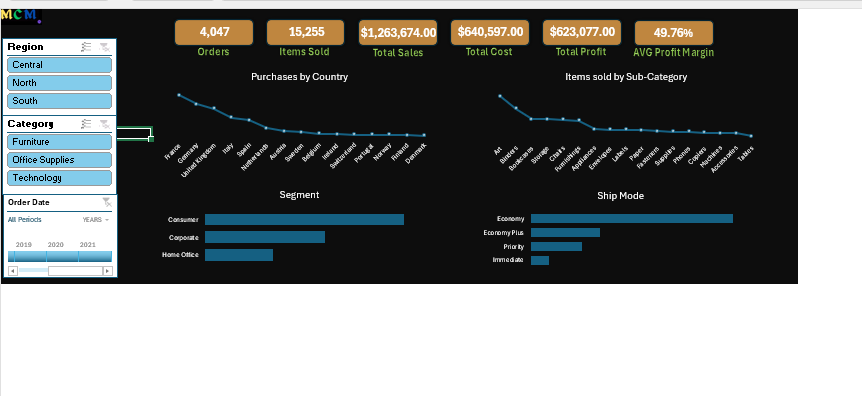 MCM.
4,047
15,255
$1,263,674.00
$640,597.00
$623,077.00
49.76%
Orders
Items Sold
Total Sales
Total Cost
Total Profit
AVG Profit Margin
Region
Central
North
South
Category
Furniture
Office Supplies
Technology
Order Date
All Periods
YEARS
2019
2020
2021
Purchases by Country
France
Germany
United Kingdom
Italy
Spain
Netherlands
Austria
Sweden
Belgium
Ireland
Switzerland
Portugal
Norway
Finland
Denmark
Items sold by Sub-Category
Art
Binders
Bookcases
Storage
Chairs
Furnishings
Appliances
Envelopes
Labels
Paper
Fasteners
Supplies
Phones
Copiers
Machines
Accessories
Tables
Segment
Consumer
Corporate
Home Office
Ship Mode
Economy
Economy Plus
Priority
Immediate